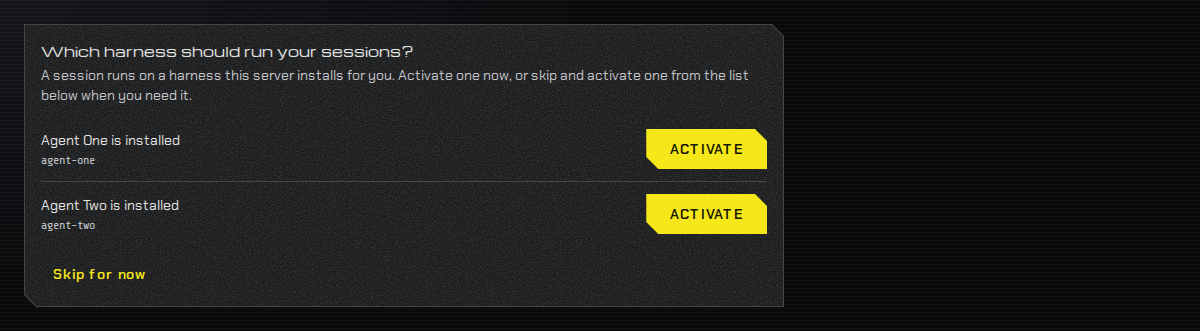 Which harness should run your sessions?
A session runs on a harness this server installs for you. Activate one now, or skip and activate one from the list
below when you need it.
Agent One is installed
agent-one
ACTIVATE
Agent Two is installed
agent-two
ACTIVATE
Skip for now